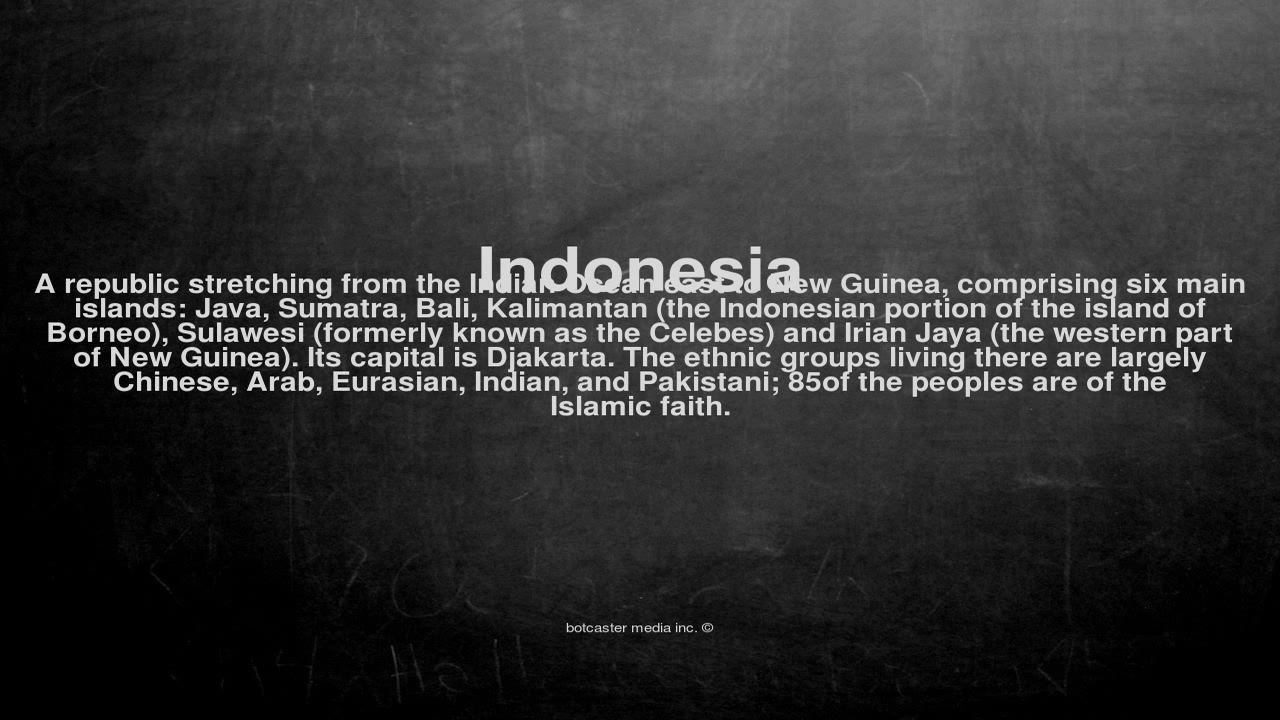 Indonesia
A republic stretching from the Indian Ocean east to New Guinea, comprising six main
islands: Java, Sumatra, Bali, Kalimantan (the Indonesian portion of the island of
Borneo), Sulawesi (formerly known as the Celebes) and Irian Jaya (the western part
of New Guinea). Its capital is Djakarta. The ethnic groups living there are largely
Chinese, Arab, Eurasian, Indian, and Pakistani; 85of the peoples are of the
Islamic faith.
botcaster media inc. ©